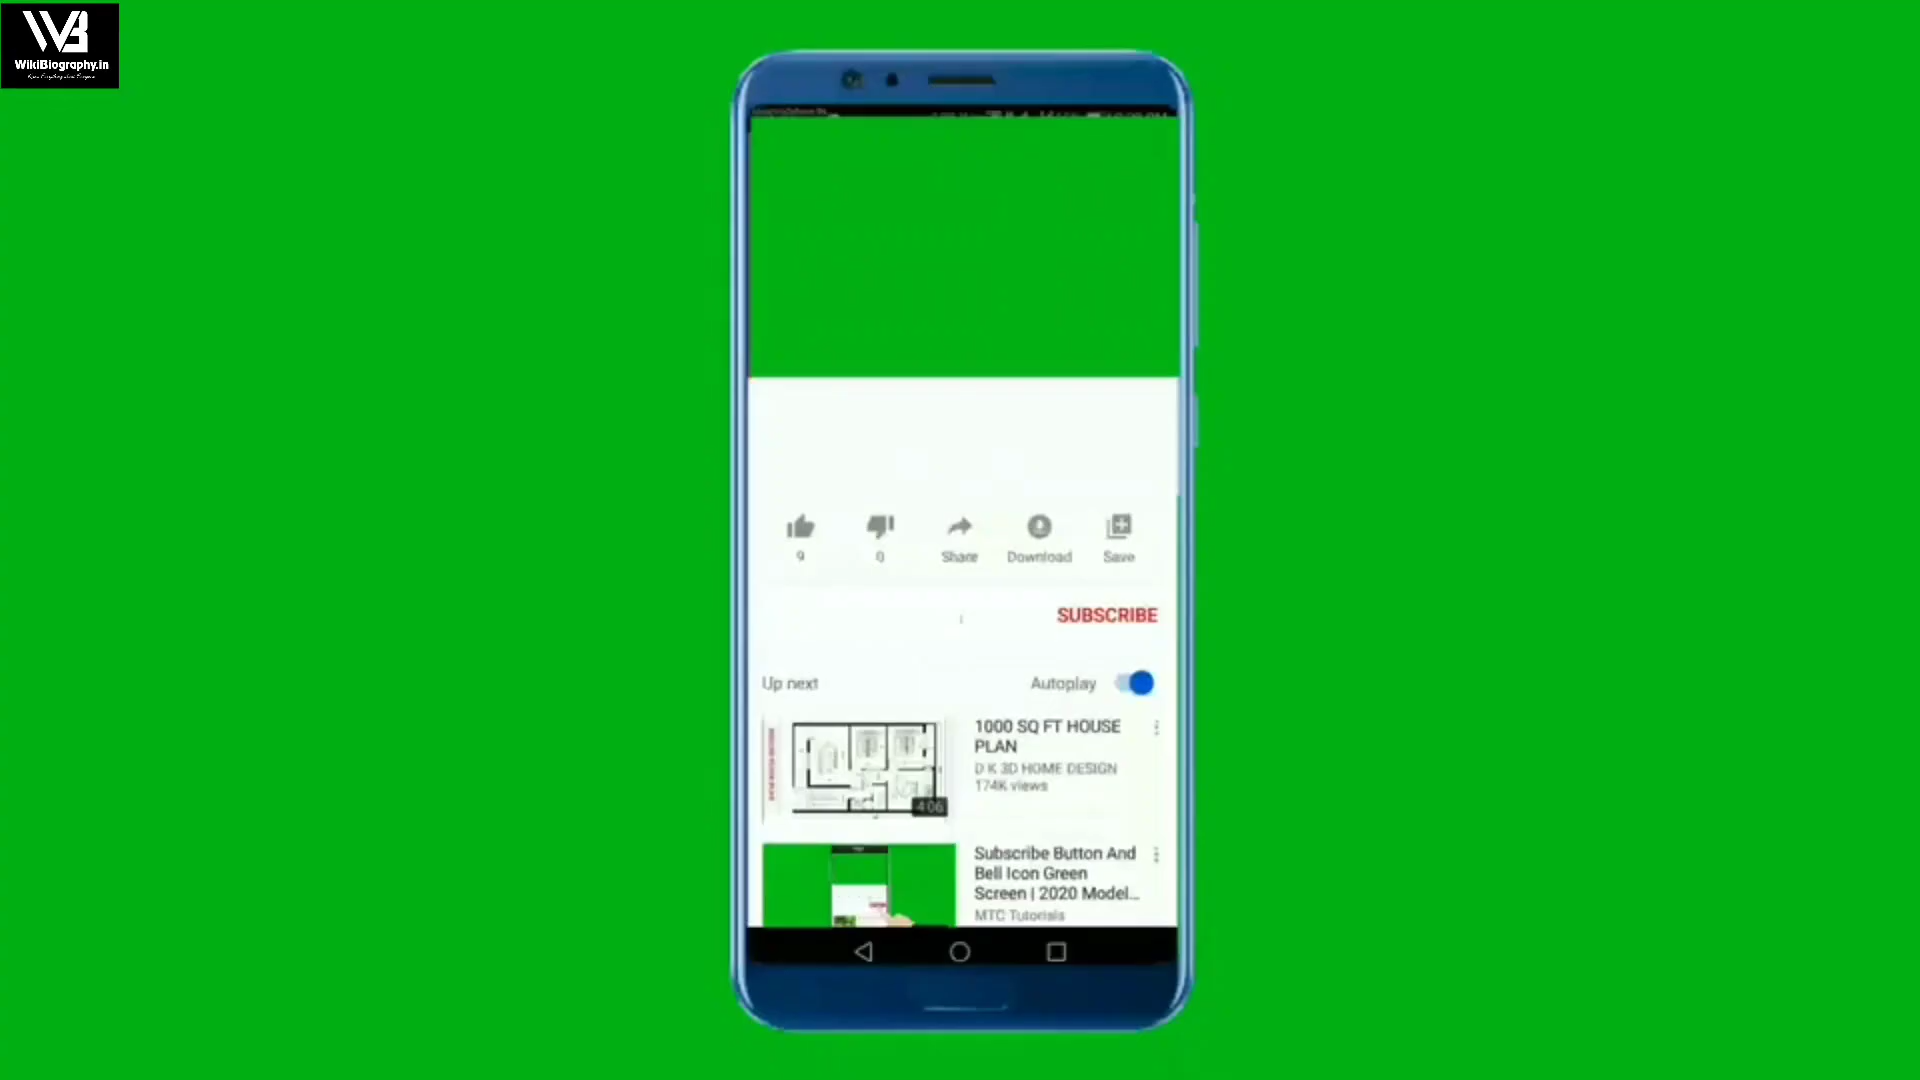 WB
WikiBiography.in
9
0
Share
Download
Save
SUBSCRIBE
Up next
Autoplay
1000 SQ FT HOUSE
PLAN
D K 3D HOME DESIGN
174K views
4:06
Subscribe Button And
Bell Icon Green
Screen | 2020 Model...
MTC Tutorials